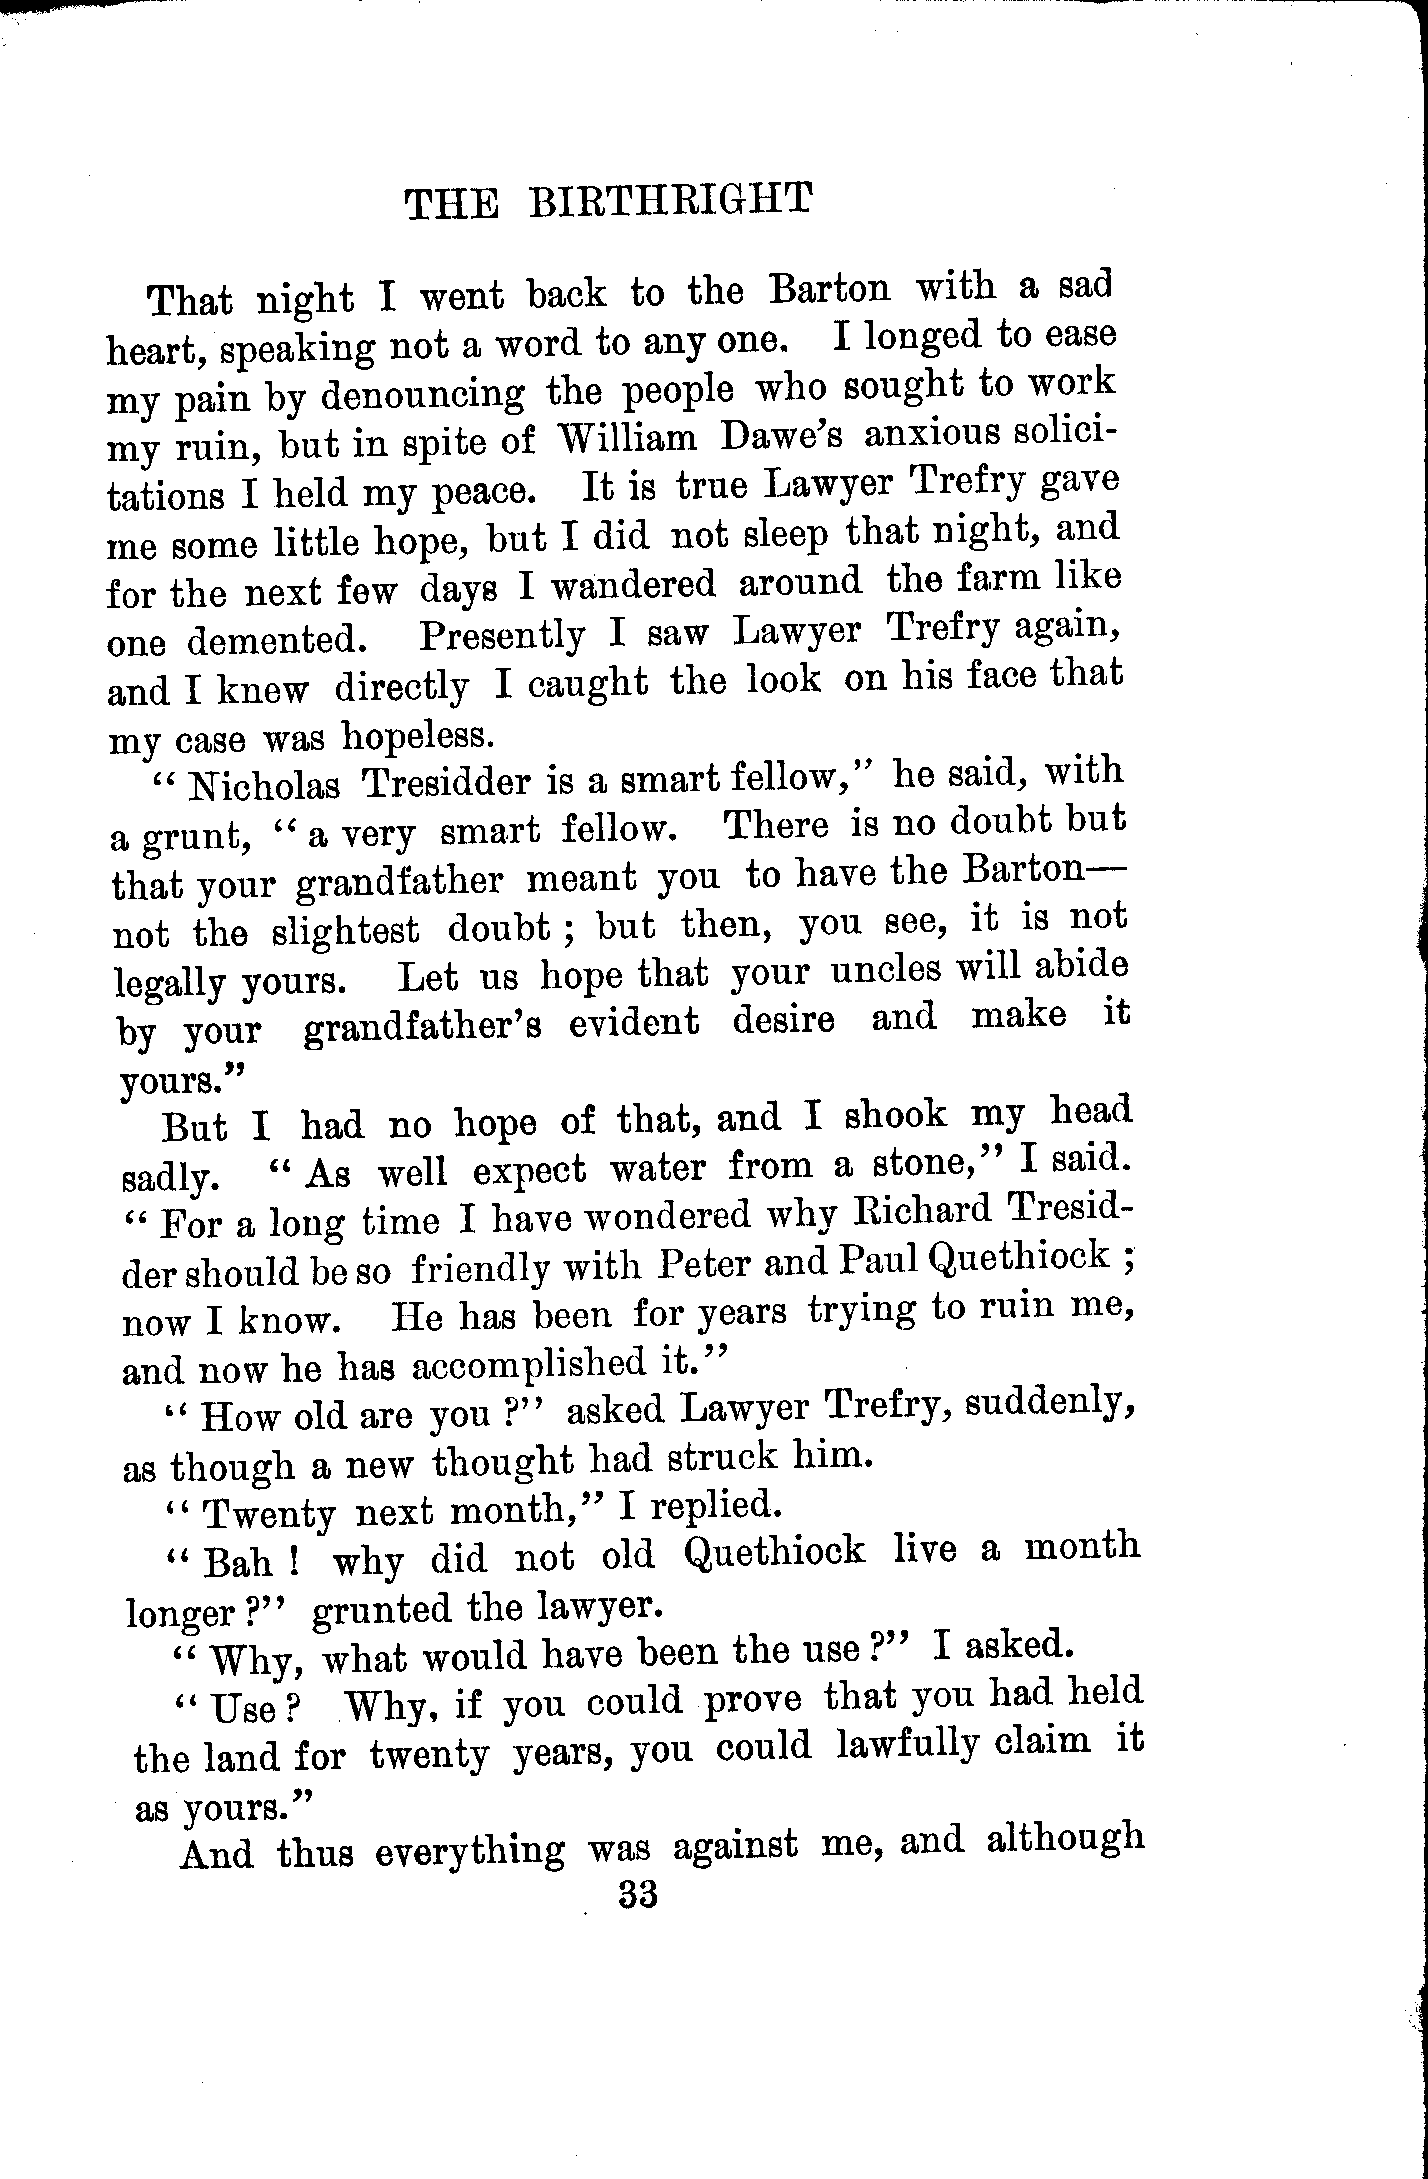 THE BIRTHRIGHT
That night I went back to the Barton with a sad
heart, speaking not a word to any one. I longed to ease
my pain by denouncing the people who sought to work
my ruin, but in spite of William Dawe's anxious solici-
tations I held my peace. It is true Lawyer Trefry gave
me some little hope, but I did not sleep that night, and
for the next few days I wandered around the farm like
one demented. Presently I saw Lawyer Trefry again,
and I knew directly I caught the look on his face that
my case was hopeless.
"Nicholas Tresidder is a smart fellow," he said, with
a grunt, "a very smart fellow. There is no doubt but
that your grandfather meant you to have the Barton—
not the slightest doubt; but then, you see, it is not
legally yours. Let us hope that your uncles will abide
by your grandfather's evident desire and make it
yours."
But I had no hope of that, and I shook my head
sadly. "As well expect water from a stone," I said.
"For a long time I have wondered why Richard Tresid-
der should be so friendly with Peter and Paul Quethiock;
now I know. He has been for years trying to ruin me,
and now he has accomplished it."
"How old are you?" asked Lawyer Trefry, suddenly,
as though a new thought had struck him.
"Twenty next month," I replied.
"Bah! why did not old Quethiock live a month
longer?" grunted the lawyer.
"Why, what would have been the use?" I asked.
"Use? Why, if you could prove that you had held
the land for twenty years, you could lawfully claim it
as yours."
And thus everything was against me, and although
33